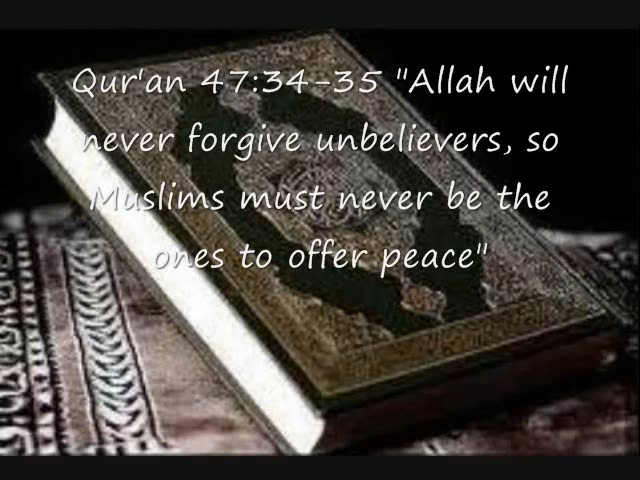 Qur'an 47:34-35 "Allah will
never forgive unbelievers, so
Muslims must never be the
ones to offer peace"